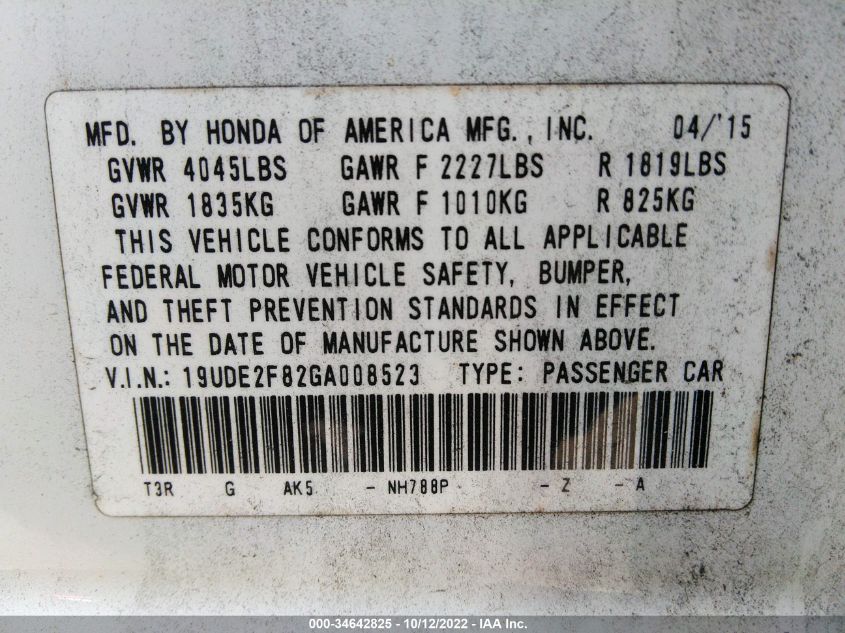 MFD. BY HONDA OF AMERICA MFG., INC. 04/'15
GVWR 4045LBS GAWR F 2227LBS R 1819LBS
GVWR 1835KG GAWR F 1010KG R 825KG
THIS VEHICLE CONFORMS TO ALL APPLICABLE
FEDERAL MOTOR VEHICLE SAFETY, BUMPER,
AND THEFT PREVENTION STANDARDS IN EFFECT
ON THE DATE OF MANUFACTURE SHOWN ABOVE.
V.I.N.: 19UDE2F82GA008523 TYPE: PASSENGER CAR
T3R G AK5 - NH788P - Z - A
000-34642825 - 10/12/2022 - IAA Inc.